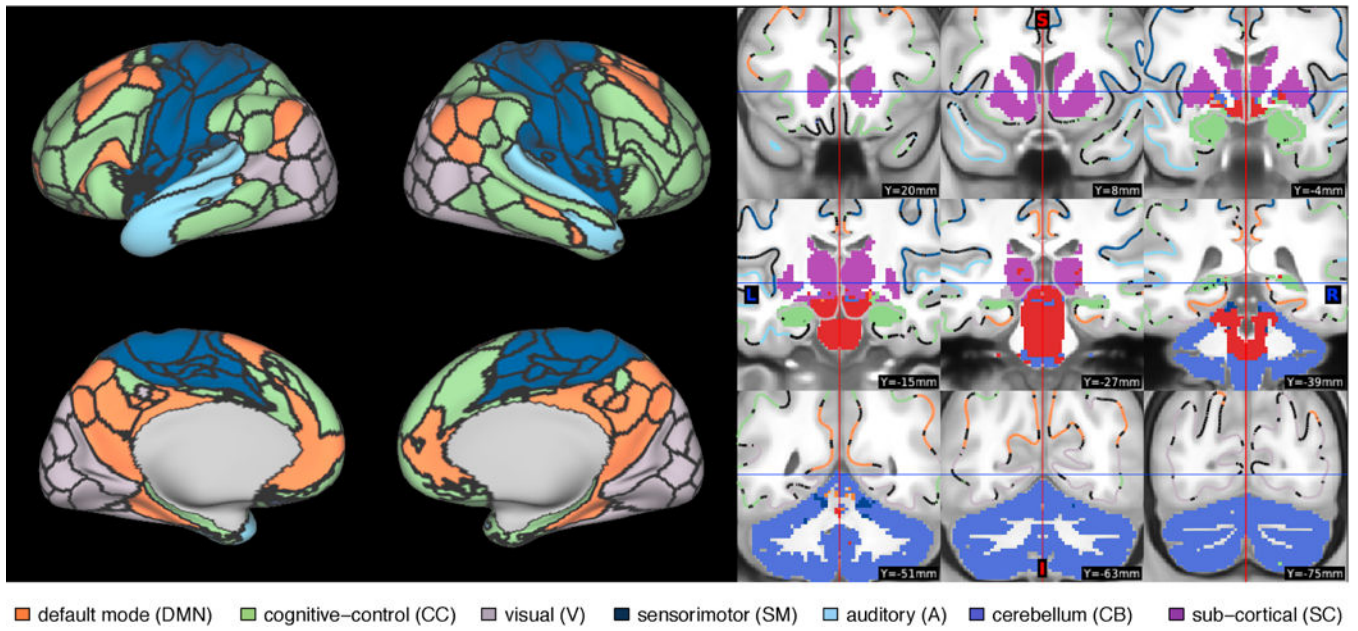 S
Y=20mm
Y=8mm
Y=-4mm
L
R
Y=-15mm
Y=-27mm
Y=-39mm
Y=-51mm
I
Y=-63mm
Y=-75mm
default mode (DMN) cognitive−control (CC) visual (V) sensorimotor (SM) auditory (A) cerebellum (CB) sub−cortical (SC)